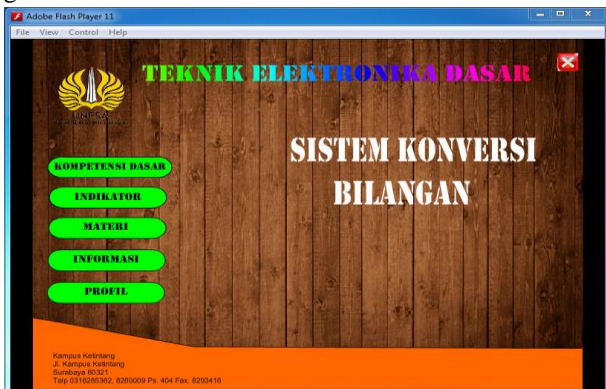 Adobe Flash Player 11
File View Control Help
TEKNIK ELEKTRONIKA DASAR
UNESA
SISTEM KONVERSI
BILANGAN
KOMPETENSI DASAR
INDIKATOR
MATERI
INFORMASI
PROFIL
Kampus Ketintang
Jl. Kampus Ketintang
Surabaya 60321
Telp 0318285362, 8280009 Ps. 404 Fax. 8293416